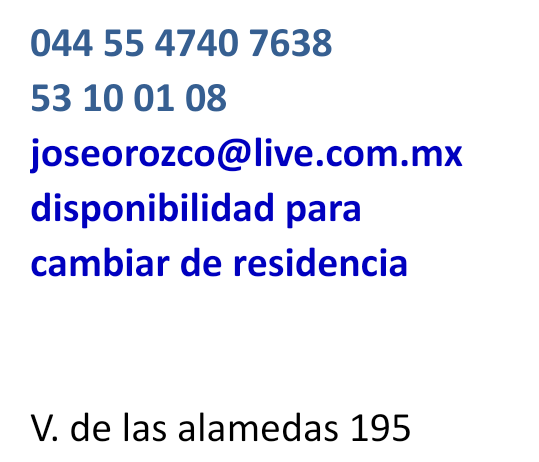 044 55 4740 7638
53 10 01 08
joseorozco@live.com.mx
disponibilidad para
cambiar de residencia
V. de las alamedas 195